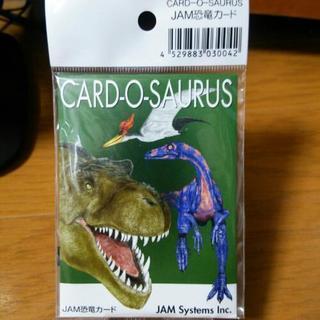 CARD-O-SAURUS
JAM恐竜カード
4 529883 030042
CARD-O-SAURUS
JAM恐竜カード
JAM Systems Inc.